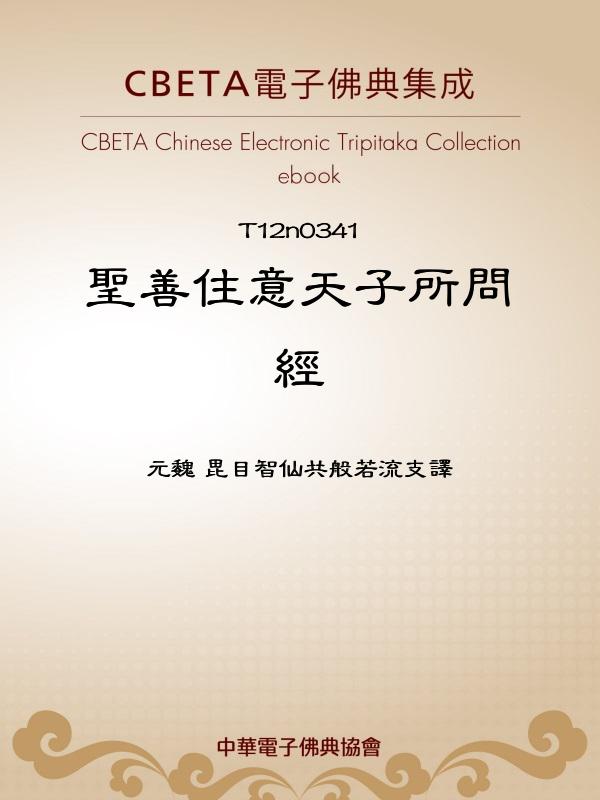 CBETA電子佛典集成
CBETA Chinese Electronic Tripitaka Collection
ebook
T12n0341
聖善住意天子所問
經
元魏 毘目智仙共般若流支譯
中華電子佛典協會